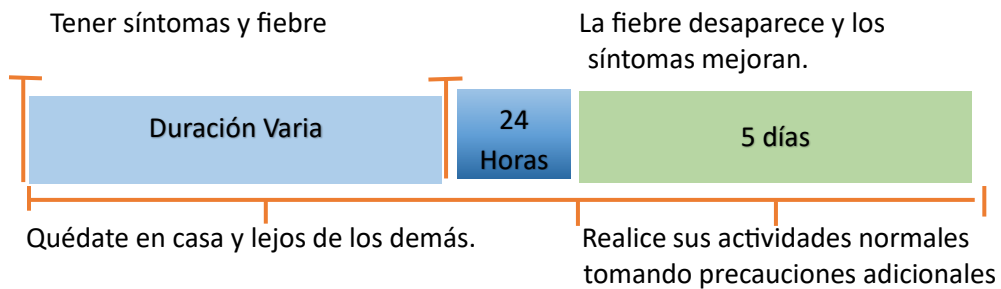 Tener síntomas y fiebre
La fiebre desaparece y los
síntomas mejoran.
Duración Varia
24
Horas
5 días
Quédate en casa y lejos de los demás.
Realice sus actividades normales
tomando precauciones adicionales